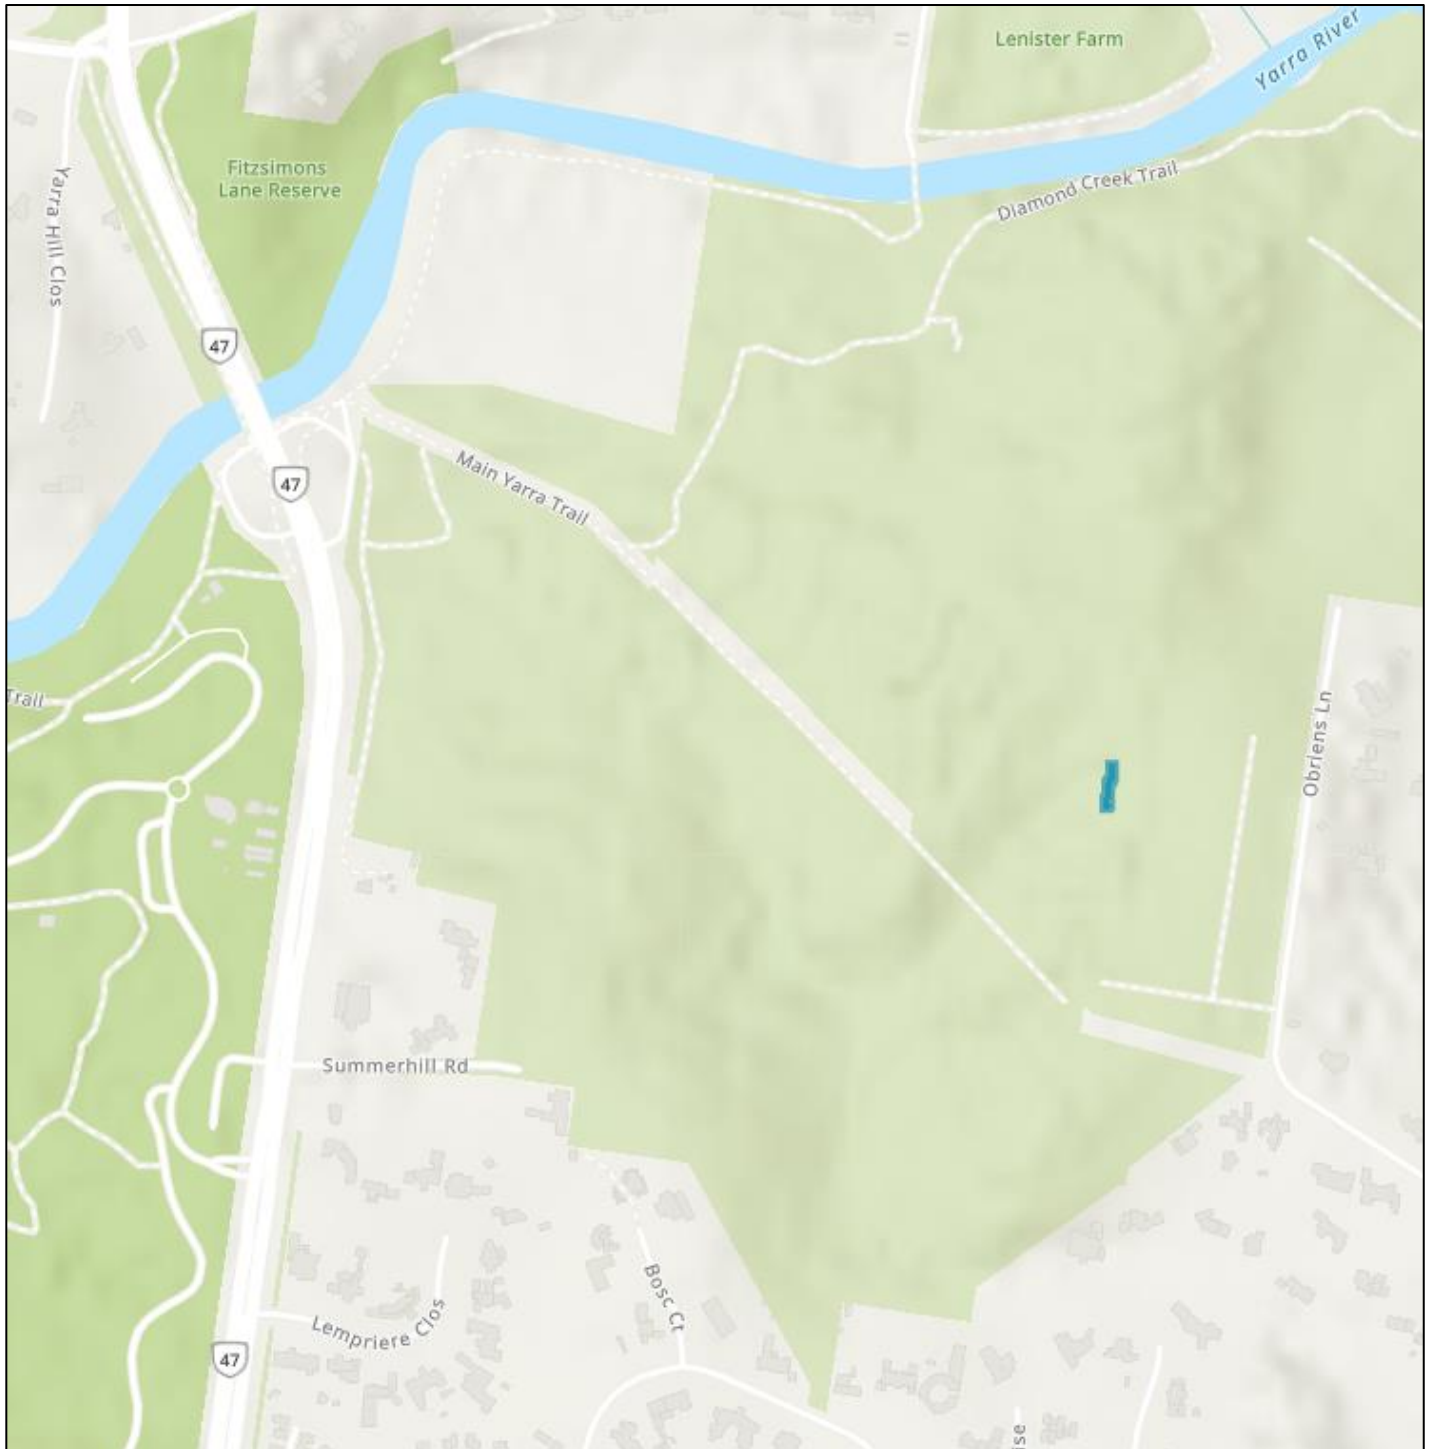 Lenister Farm
Yarra River
Fitzsimons
Lane Reserve
Yarra Hill Clos
Diamond Creek Trail
47
47
Main Yarra Trail
Trail
Obriens Ln
Summerhill Rd
Bosc Ct
Lempriere Clos
47
ise